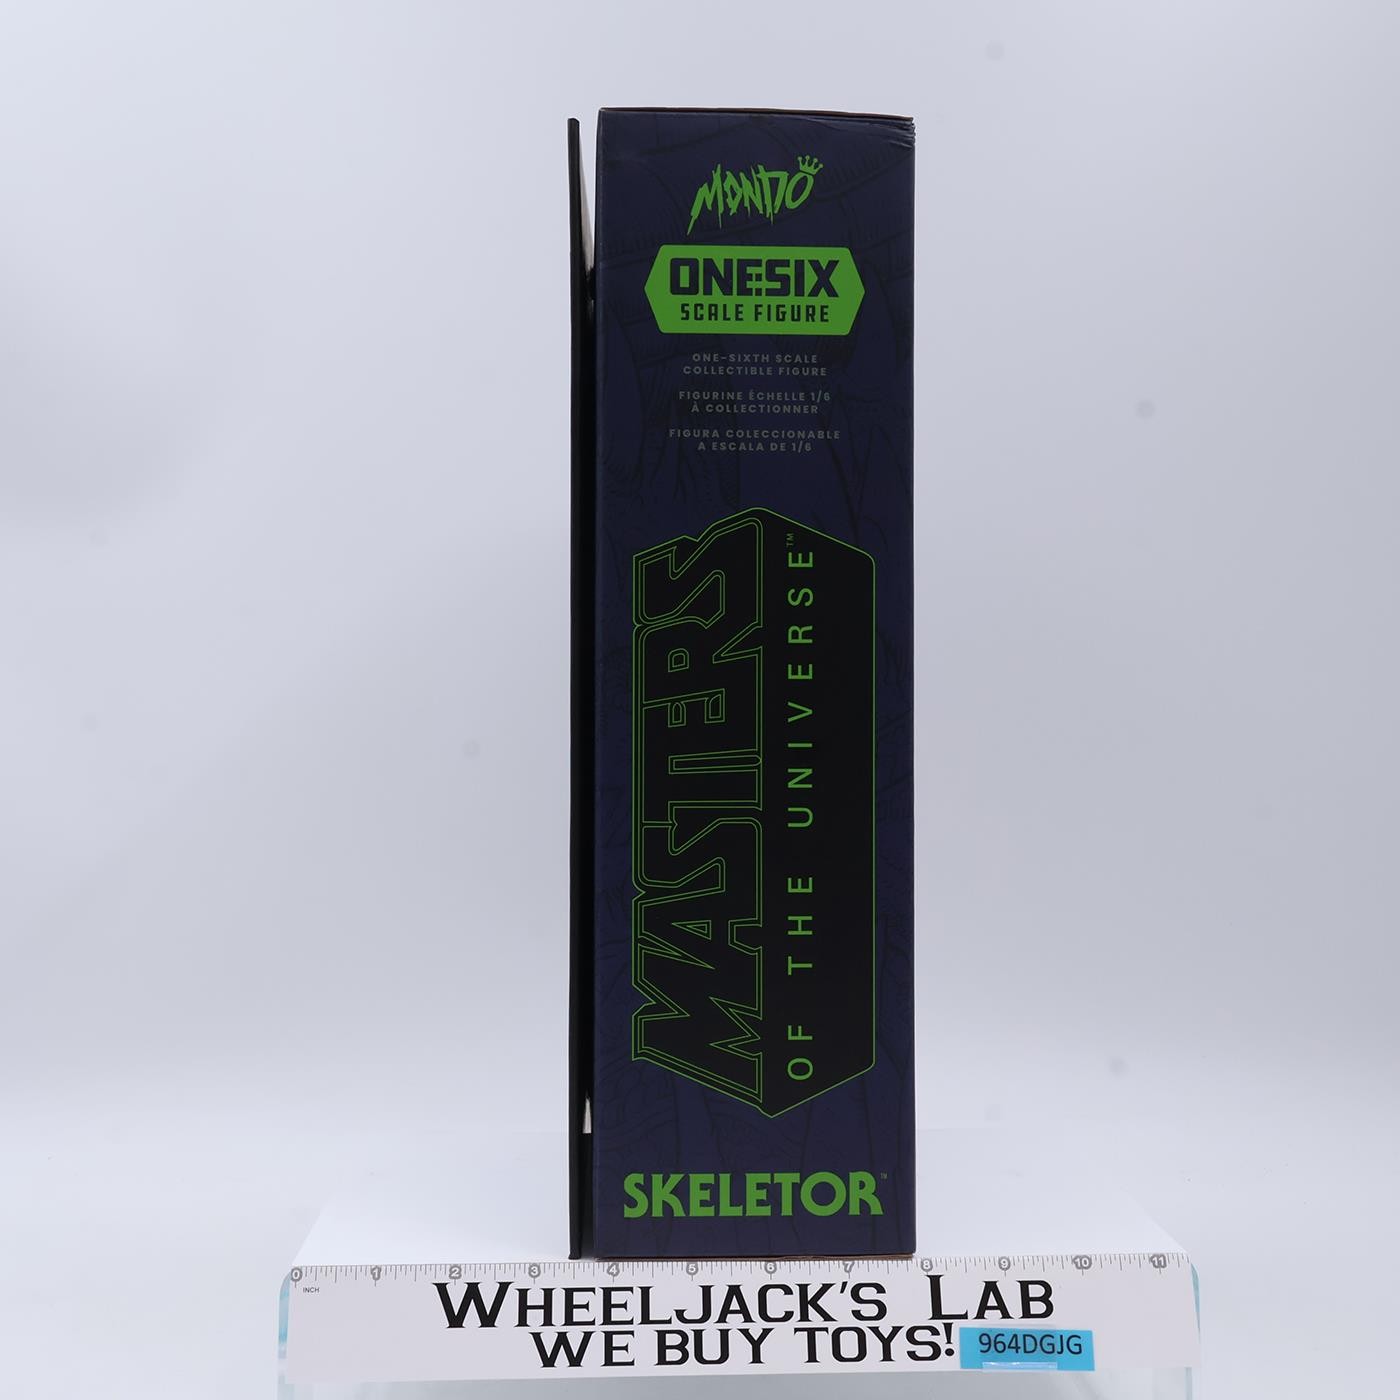 MONDO
ONE:SIX
SCALE FIGURE
ONE-SIXTH SCALE
COLLECTIBLE FIGURE
FIGURINE ÉCHELLE 1/6
À COLLECTIONNER
FIGURA COLECCIONABLE
A ESCALA DE 1/6
MASTERS
OF THE UNIVERSE™
SKELETOR™
0 1 2 3 4 5 6 7 8 9 10 11
INCH
WHEELJACK'S LAB
WE BUY TOYS!
964DGJG